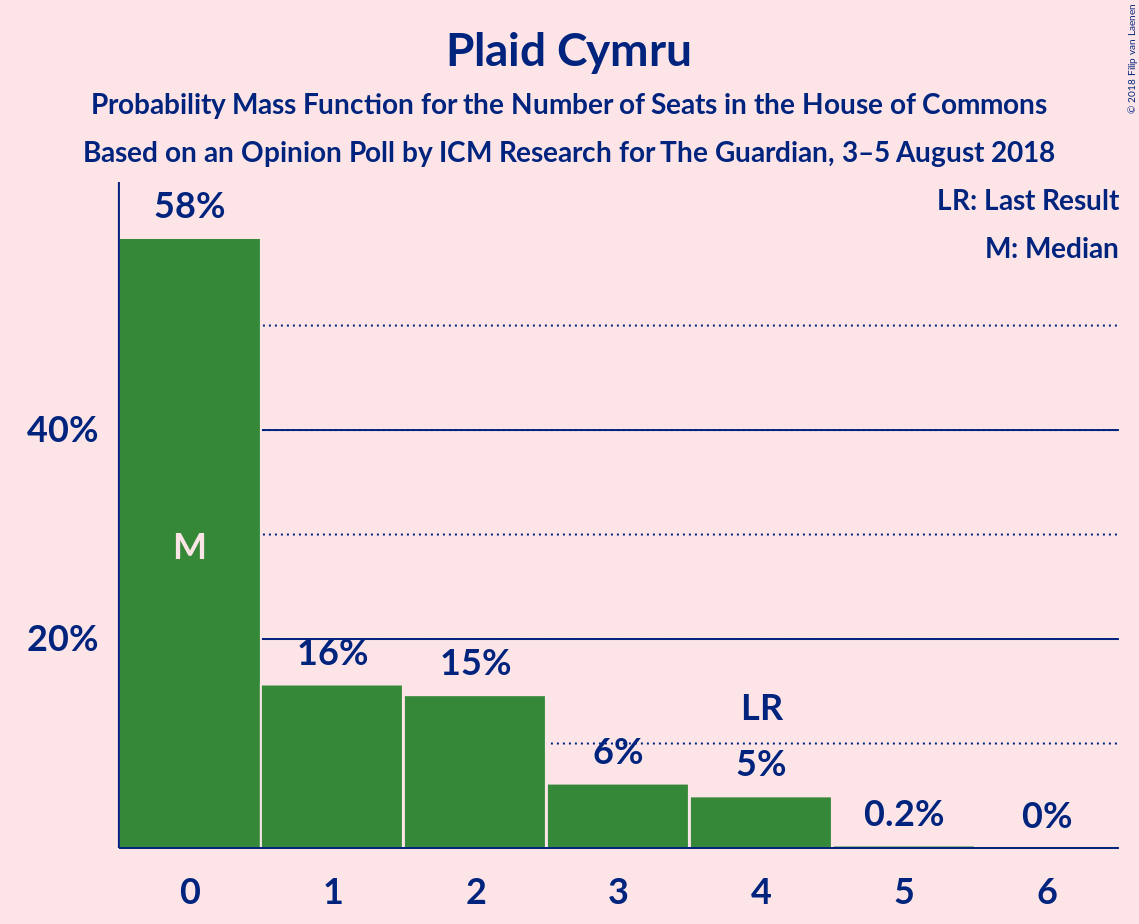 Plaid Cymru
Probability Mass Function for the Number of Seats in the House of Commons
Based on an Opinion Poll by ICM Research for The Guardian, 3–5 August 2018
© 2018 Filip van Laenen
LR: Last Result
M: Median
58%
40%
M
20%
16%
15%
LR
6%
5%
0.2%
0%
0 1 2 3 4 5 6